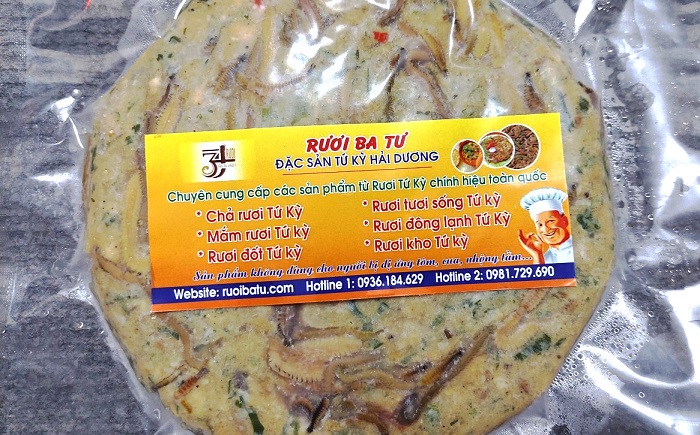 34
RƯƠI BA TƯ
ĐẶC SẢN TỨ KỲ HẢI DƯƠNG
Chuyên cung cấp các sản phẩm từ Rươi Tứ Kỳ chính hiệu toàn quốc
* Chả rươi Tứ Kỳ
* Mắm rươi Tứ kỳ
* Rươi đốt Tứ kỳ
* Rươi tươi sống Tứ kỳ
* Rươi đông lạnh Tứ Kỳ
* Rươi kho Tứ kỳ
Sản phẩm không dùng cho người bị dị ứng tôm, cua, nhộng tằm...
Website: ruoibatu.com Hotline 1: 0936.184.629 Hotline 2: 0981.729.690